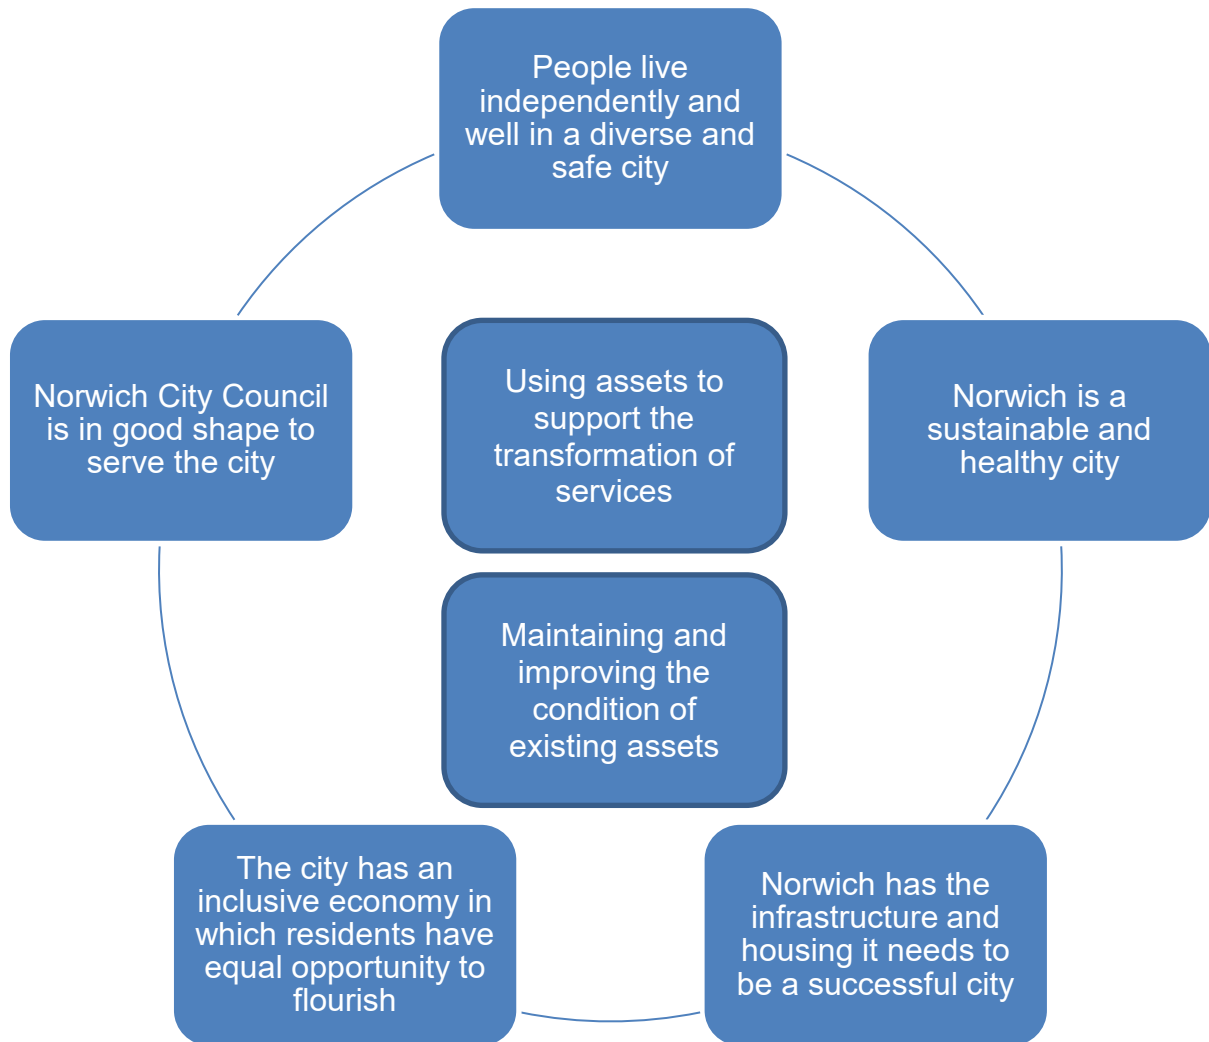 People live
independently and
well in a diverse and
safe city
Norwich City Council
is in good shape to
serve the city
Using assets to
support the
transformation of
services
Norwich is a
sustainable and
healthy city
Maintaining and
improving the
condition of
existing assets
The city has an
inclusive economy in
which residents have
equal opportunity to
flourish
Norwich has the
infrastructure and
housing it needs to
be a successful city